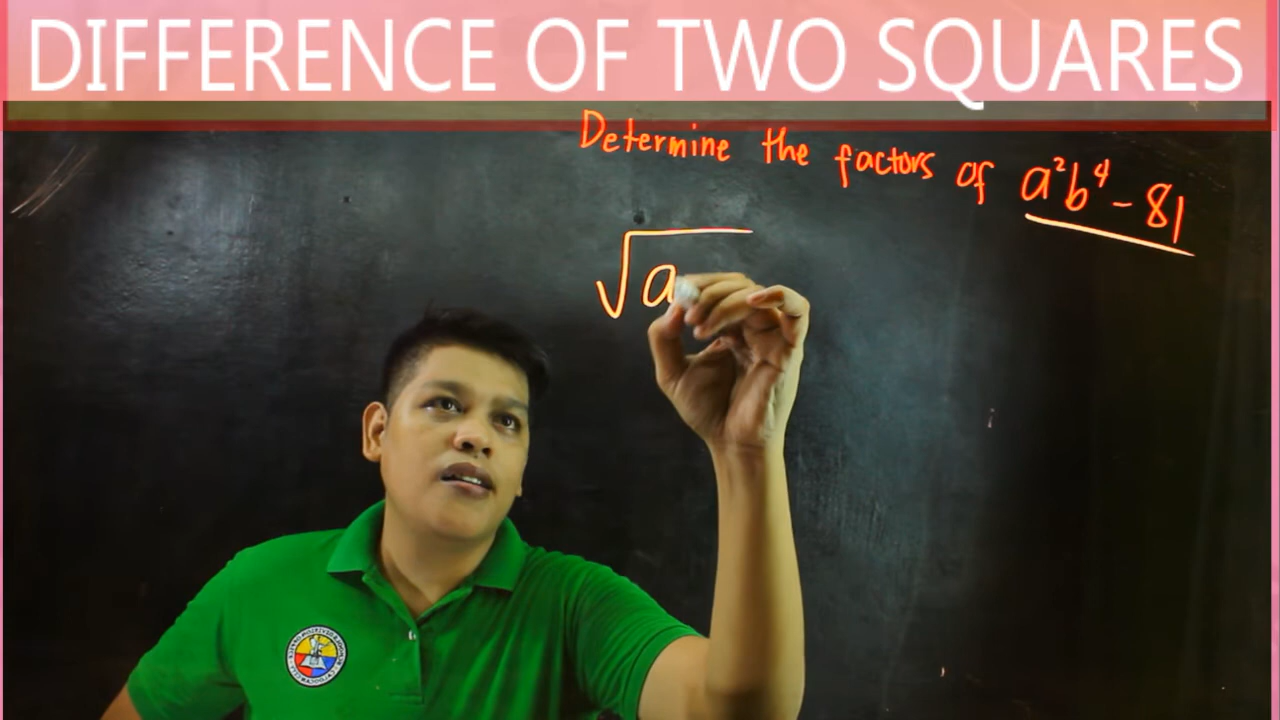 DIFFERENCE OF TWO SQUARES
Determine the factors of a²b⁴ - 81
√a